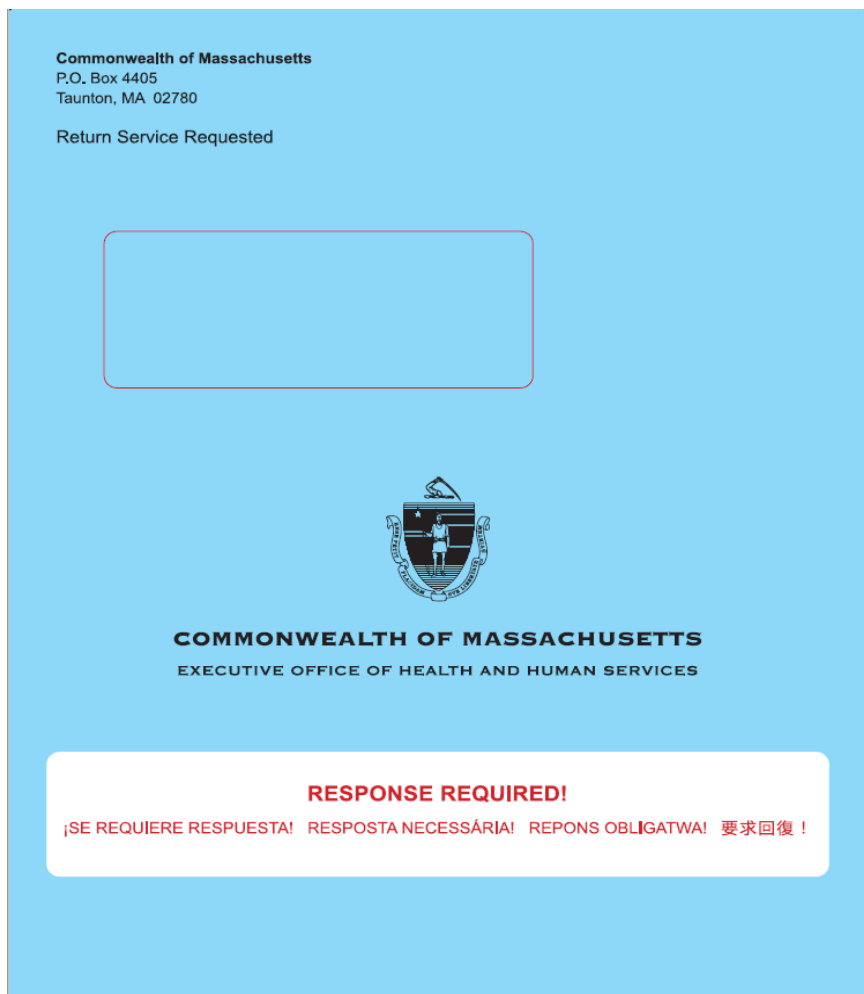 Commonwealth of Massachusetts
P.O. Box 4405
Taunton, MA 02780
Return Service Requested
COMMONWEALTH OF MASSACHUSETTS
EXECUTIVE OFFICE OF HEALTH AND HUMAN SERVICES
RESPONSE REQUIRED!
¡SE REQUIERE RESPUESTA! RESPOSTA NECESSÁRIA! REPONS OBLIGATWA! 要求回復！